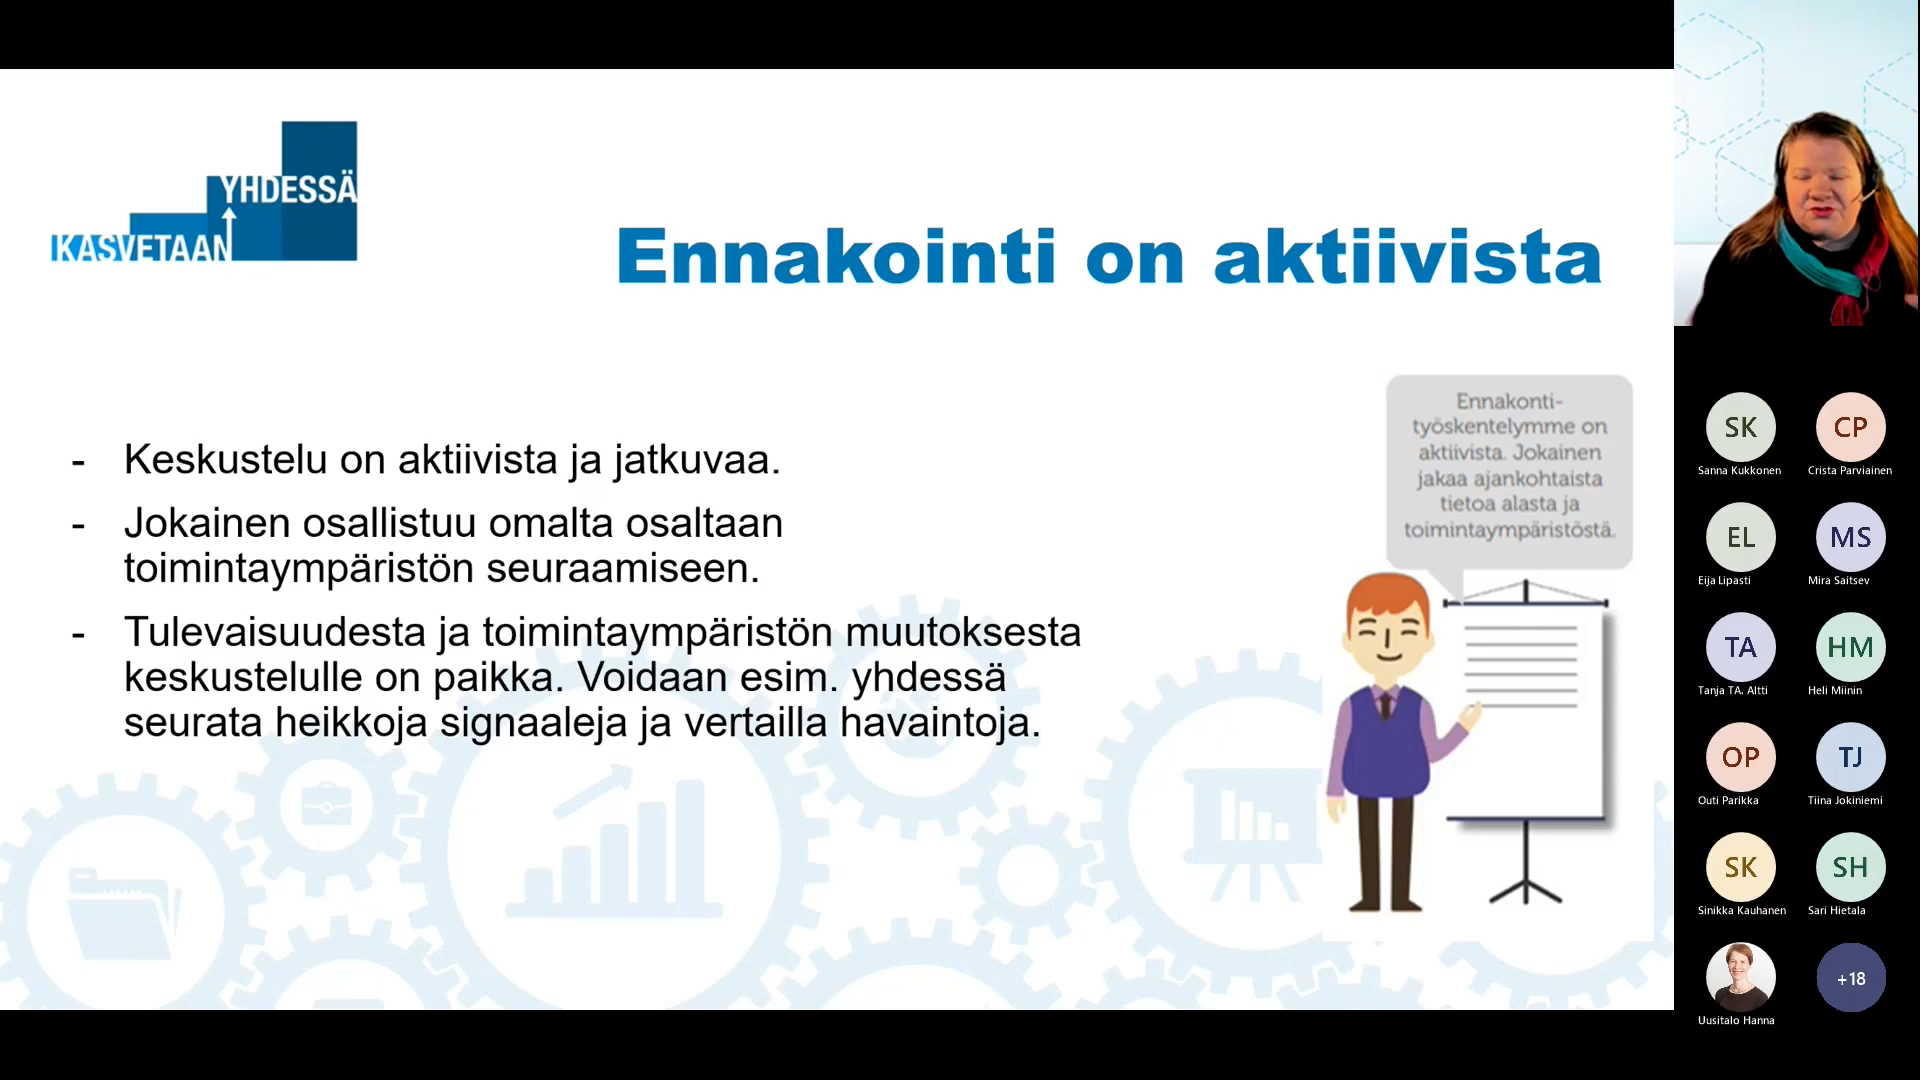 YHDESSÄ
KASVETAAN
Ennakointi on aktiivista
- Keskustelu on aktiivista ja jatkuvaa.
- Jokainen osallistuu omalta osaltaan
toimintaympäristön seuraamiseen.
- Tulevaisuudesta ja toimintaympäristön muutoksesta
keskustelulle on paikka. Voidaan esim. yhdessä
seurata heikkoja signaaleja ja vertailla havaintoja.
Ennakonti-
työskentelymme on
aktiivista. Jokainen
jakaa ajankohtaista
tietoa alasta ja
toimintaympäristöstä.
SK
CP
Sanna Kukkonen
Crista Parviainen
EL
MS
Eija Lipasti
Mira Saitsev
TA
HM
Tanja TA. Altti
Heli Miinin
OP
TJ
Outi Parikka
Tiina Jokiniemi
SK
SH
Sinikka Kauhanen
Sari Hietala
+18
Uusitalo Hanna